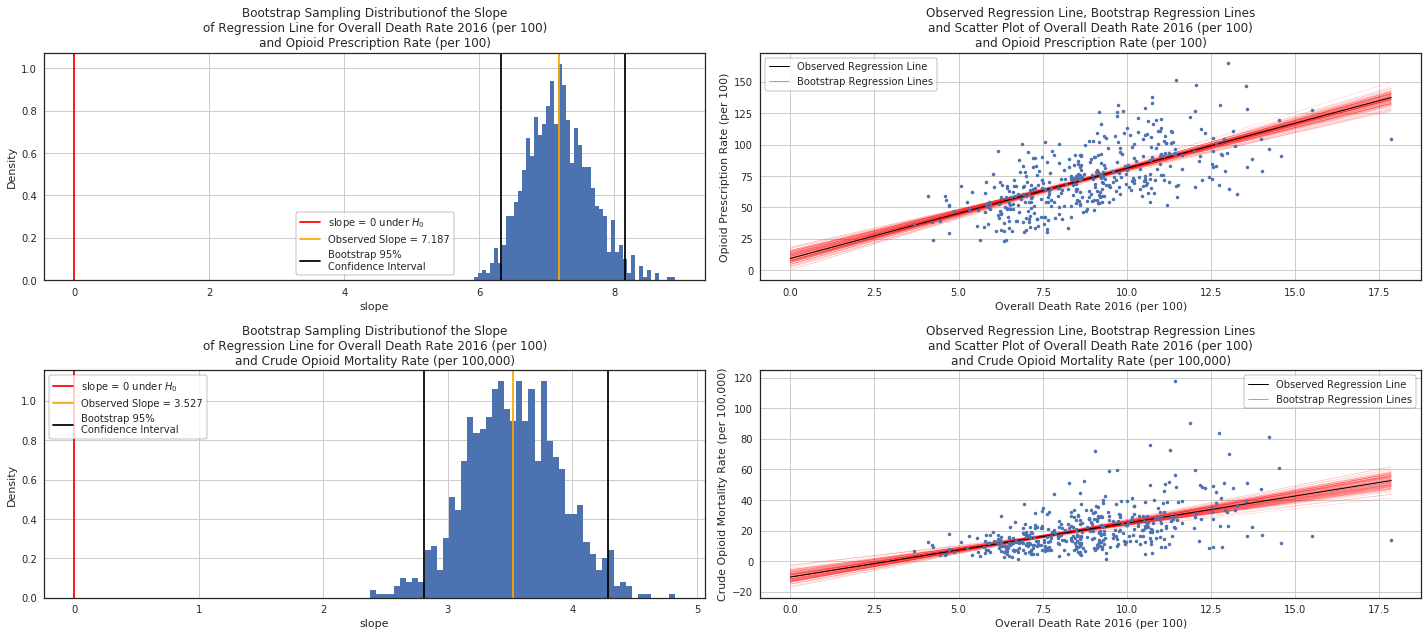 Bootstrap Sampling Distributionof the Slope
of Regression Line for Overall Death Rate 2016 (per 100)
and Opioid Prescription Rate (per 100)
Density
1.0
0.8
0.6
0.4
0.2
0.0
slope = 0 under H0
Observed Slope = 7.187
Bootstrap 95%
Confidence Interval
0 2 4 6 8
slope
Observed Regression Line, Bootstrap Regression Lines
and Scatter Plot of Overall Death Rate 2016 (per 100)
and Opioid Prescription Rate (per 100)
Opioid Prescription Rate (per 100)
150
125
100
75
50
25
0
Observed Regression Line
Bootstrap Regression Lines
0.0 2.5 5.0 7.5 10.0 12.5 15.0 17.5
Overall Death Rate 2016 (per 100)
Bootstrap Sampling Distributionof the Slope
of Regression Line for Overall Death Rate 2016 (per 100)
and Crude Opioid Mortality Rate (per 100,000)
Density
1.0
0.8
0.6
0.4
0.2
0.0
slope = 0 under H0
Observed Slope = 3.527
Bootstrap 95%
Confidence Interval
0 1 2 3 4 5
slope
Observed Regression Line, Bootstrap Regression Lines
and Scatter Plot of Overall Death Rate 2016 (per 100)
and Crude Opioid Mortality Rate (per 100,000)
Crude Opioid Mortality Rate (per 100,000)
120
100
80
60
40
20
0
−20
Observed Regression Line
Bootstrap Regression Lines
0.0 2.5 5.0 7.5 10.0 12.5 15.0 17.5
Overall Death Rate 2016 (per 100)